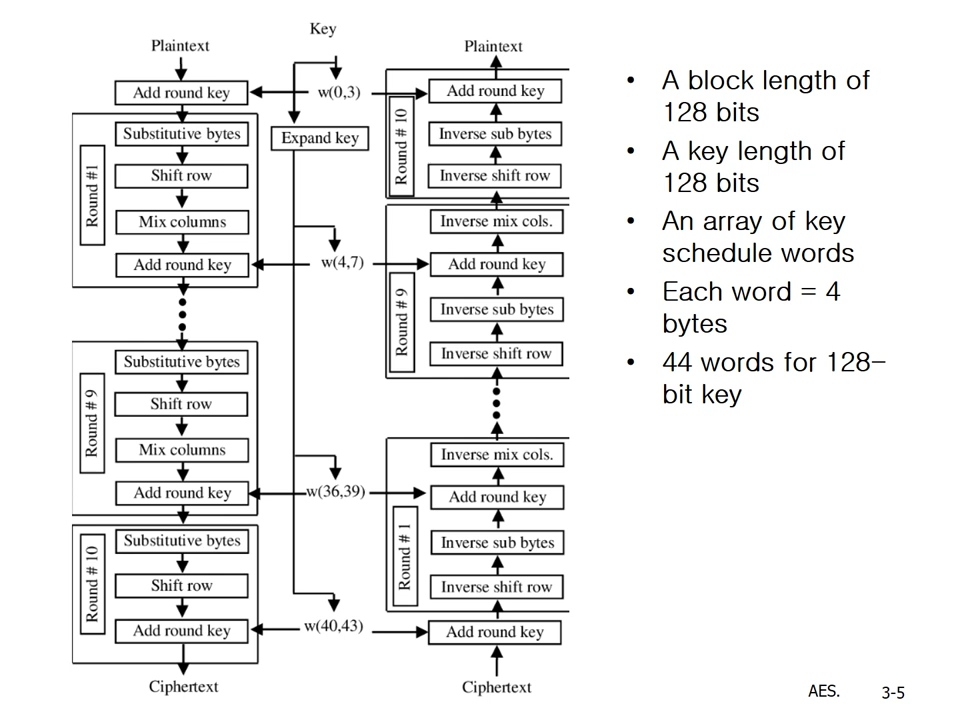 Key
Plaintext
Plaintext
Add round key
w(0,3)
Add round key
Round #1
Substitutive bytes
Shift row
Mix columns
Add round key
Expand key
w(4,7)
Round # 10
Inverse sub bytes
Inverse shift row
Round # 9
Inverse mix cols.
Add round key
Inverse sub bytes
Inverse shift row
Round # 9
Substitutive bytes
Shift row
Mix columns
Add round key
w(36,39)
Round # 1
Inverse mix cols.
Add round key
Inverse sub bytes
Inverse shift row
Round # 10
Substitutive bytes
Shift row
Add round key
w(40,43)
Add round key
Ciphertext
Ciphertext
• A block length of
128 bits
• A key length of
128 bits
• An array of key
schedule words
• Each word = 4
bytes
• 44 words for 128-
bit key
AES.
3-5